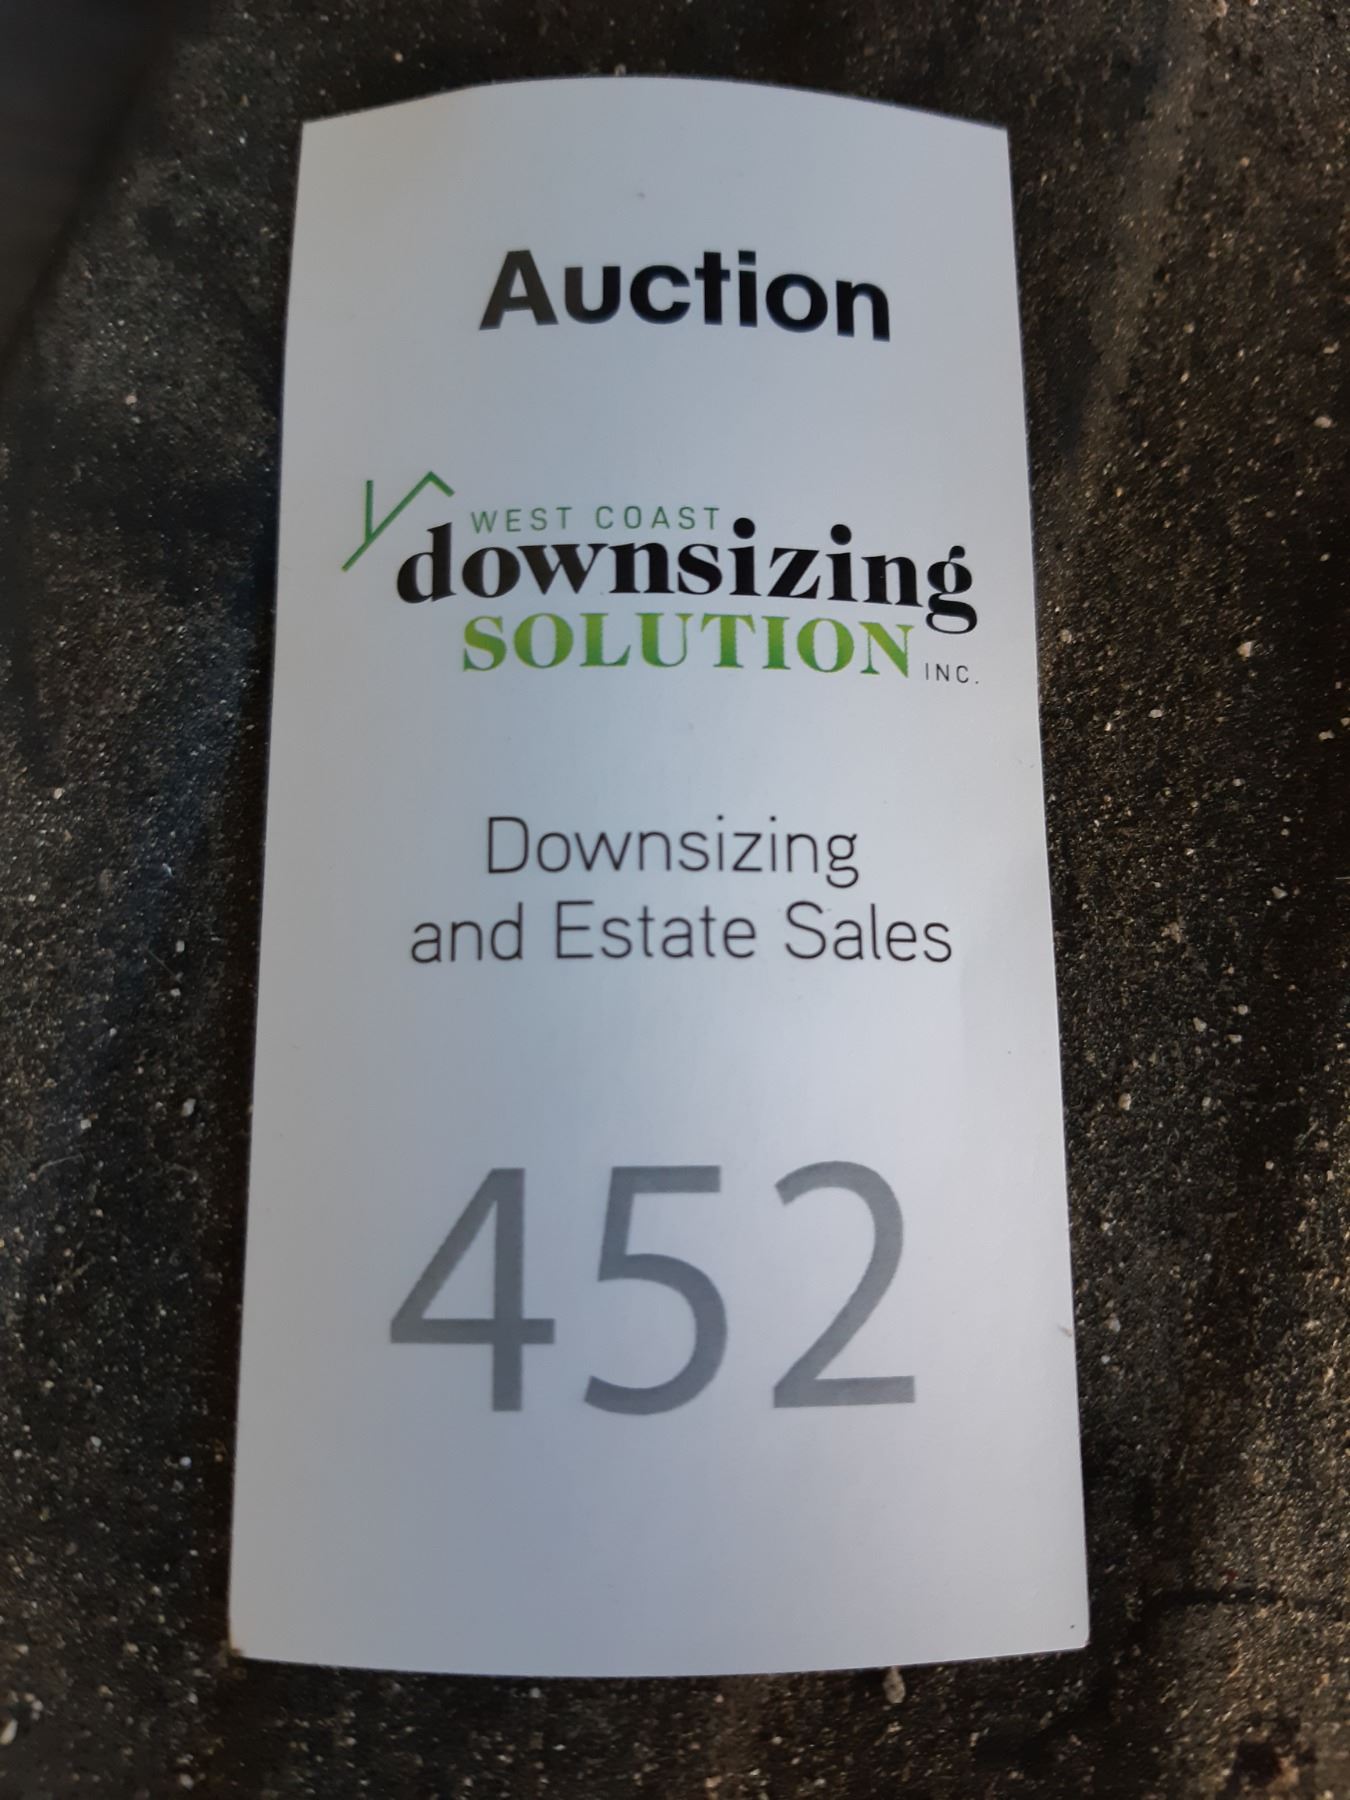 Auction
WEST COAST
downsizing
SOLUTION INC.
Downsizing
and Estate Sales
452